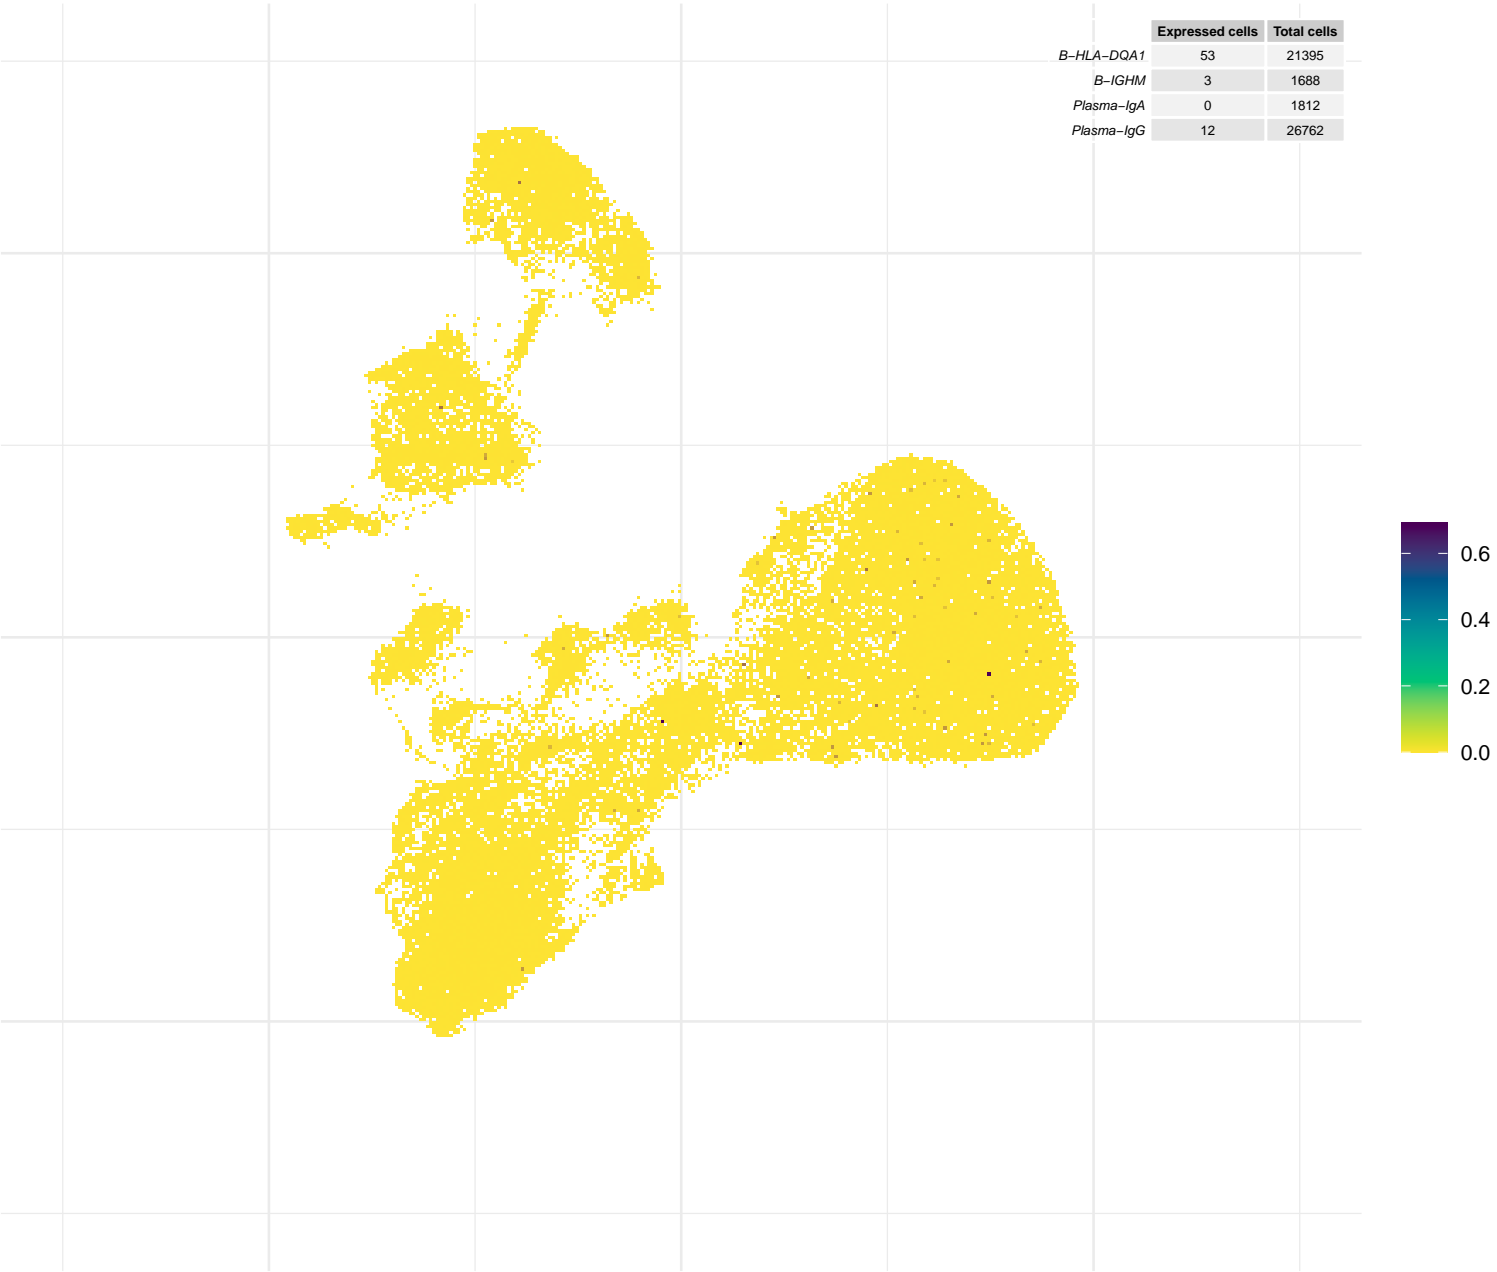 Expressed cells Total cells
B−HLA−DQA1 53 21395
B−IGHM 3 1688
Plasma−IgA 0 1812
Plasma−IgG 12 26762
0.6
0.4
0.2
0.0